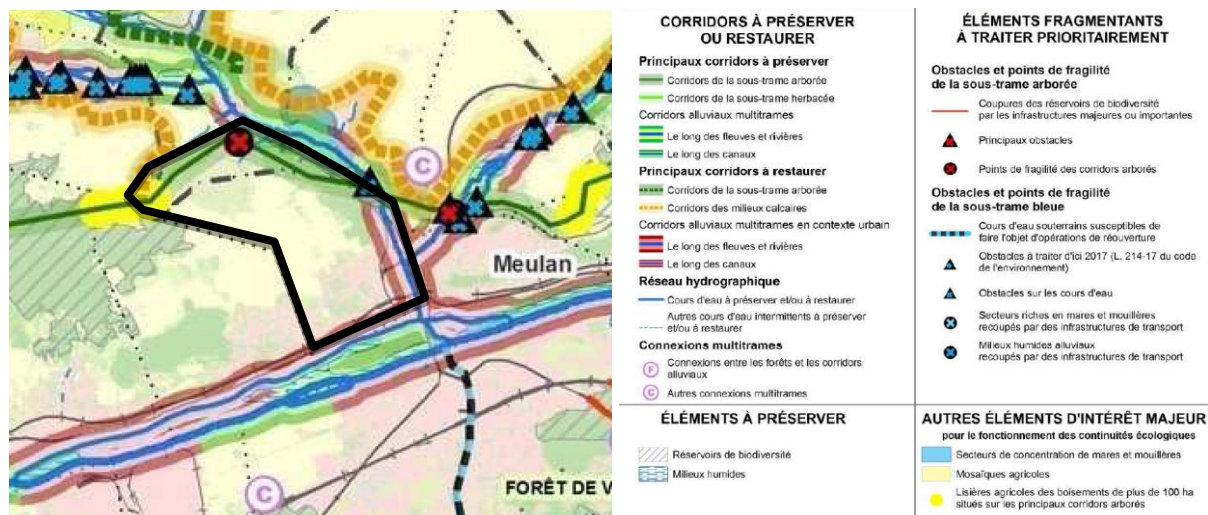 C
Meulan
FORÊT DE V
C
CORRIDORS À PRÉSERVER
OU RESTAURER
Principaux corridors à préserver
Corridors de la sous-trame arborée
Corridors de la sous-trame herbacée
Corridors alluviaux multitrames
Le long des fleuves et rivières
Le long des canaux
Principaux corridors à restaurer
Corridors de la sous-trame arborée
Corridors des milieux calcaires
Corridors alluviaux multitrames en contexte urbain
Le long des fleuves et rivières
Le long des canaux
Réseau hydrographique
Cours d'eau à préserver et/ou à restaurer
Autres cours d'eau intermittents à préserver
et/ou à restaurer
Connexions multitrames
F
Connexions entre les forêts et les corridors
alluviaux
C
Autres connexions multitrames
ÉLÉMENTS À PRÉSERVER
Réservoirs de biodiversité
Milieux humides
ÉLÉMENTS FRAGMENTANTS
À TRAITER PRIORITAIREMENT
Obstacles et points de fragilité
de la sous-trame arborée
Coupures des réservoirs de biodiversité
par les infrastructures majeures ou importantes
Principaux obstacles
Points de fragilité des corridors arborés
Obstacles et points de fragilité
de la sous-trame bleue
Cours d'eau souterrains susceptibles de
faire l'objet d'opérations de réouverture
Obstacles à traiter d'ici 2017 (L. 214-17 du code
de l'environnement)
Obstacles sur les cours d'eau
Secteurs riches en mares et mouillères
recoupés par des infrastructures de transport
Milieux humides alluviaux
recoupés par des infrastructures de transport
AUTRES ÉLÉMENTS D'INTÉRÊT MAJEUR
pour le fonctionnement des continuités écologiques
Secteurs de concentration de mares et mouillères
Mosaïques agricoles
Lisières agricoles des boisements de plus de 100 ha
situés sur les principaux corridors arborés